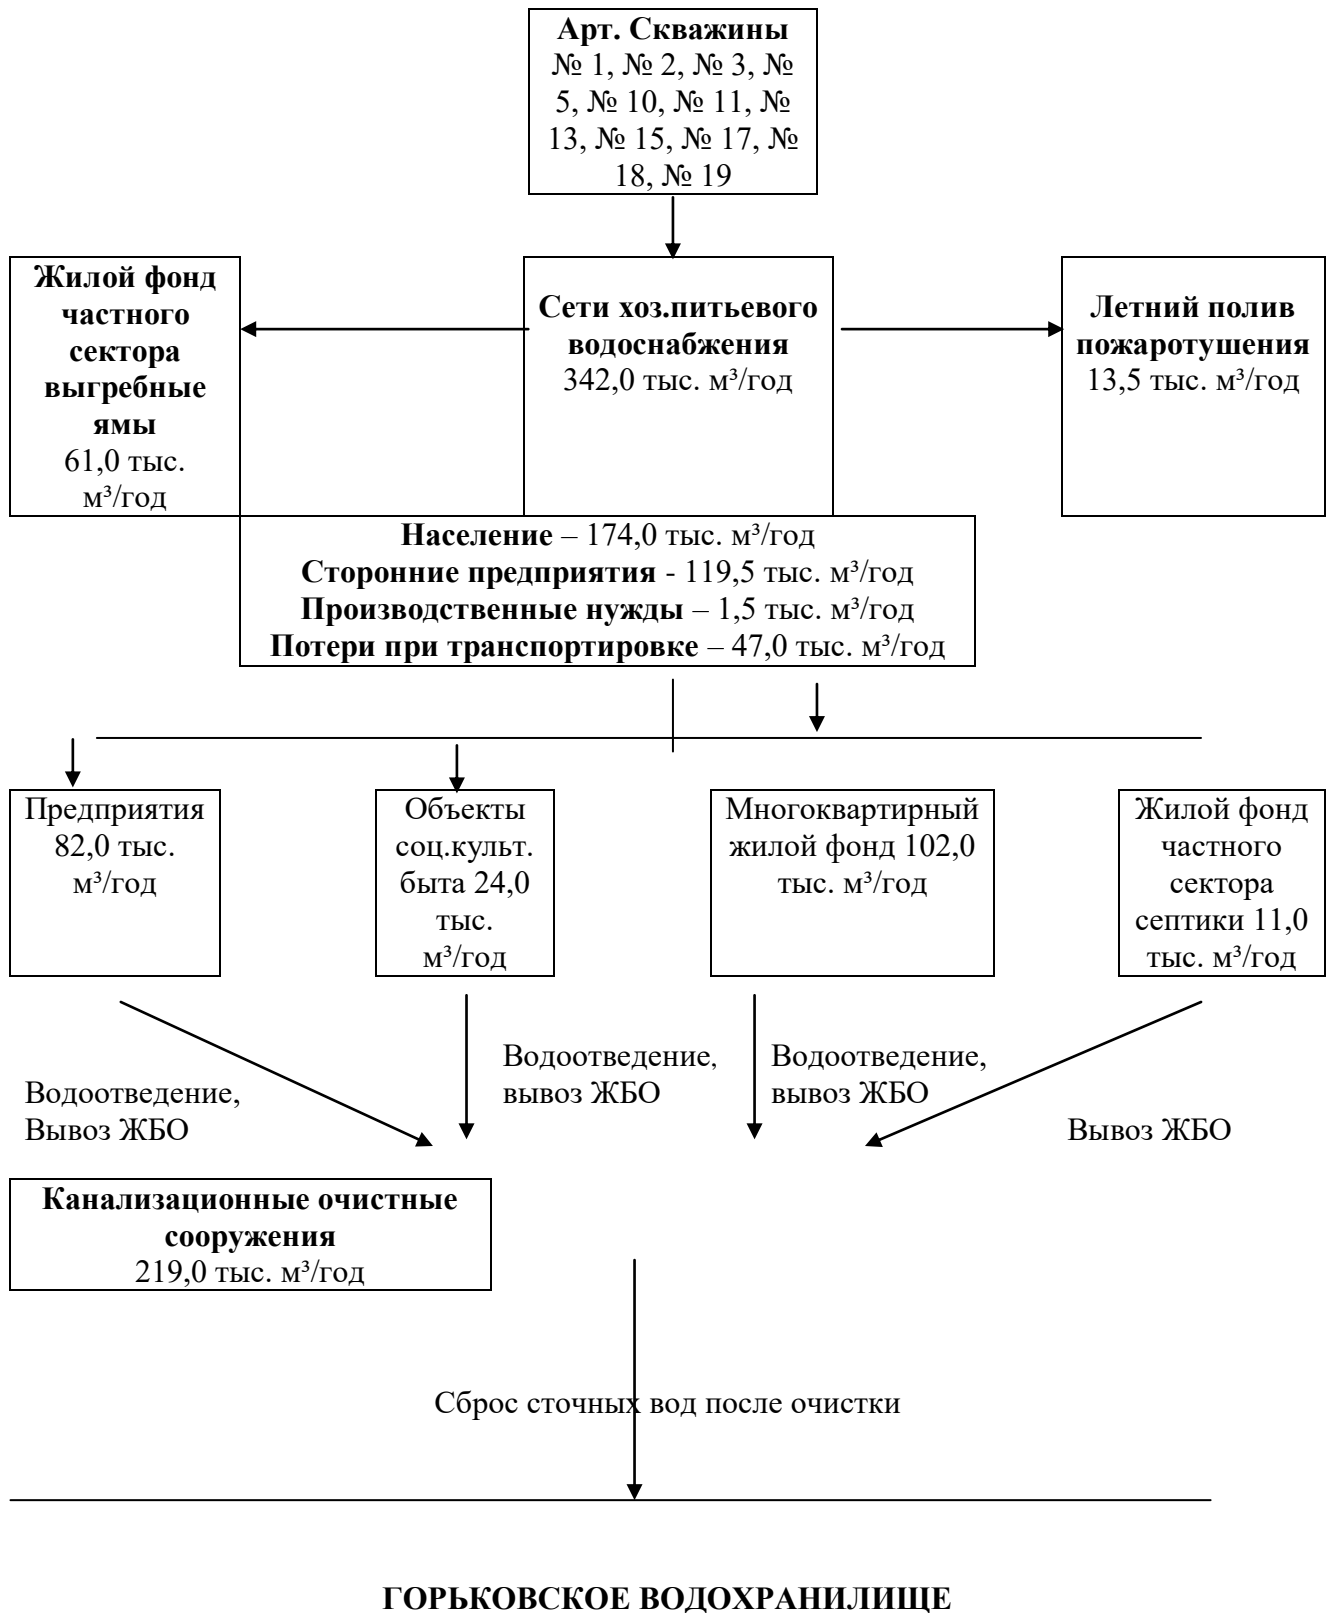 Арт. Скважины
№ 1, № 2, № 3, №
5, № 10, № 11, №
13, № 15, № 17, №
18, № 19
Жилой фонд
частного
сектора
выгребные
ямы
61,0 тыс.
м³/год
Сети хоз.питьевого
водоснабжения
342,0 тыс. м³/год
Летний полив
пожаротушения
13,5 тыс. м³/год
Население – 174,0 тыс. м³/год
Сторонние предприятия - 119,5 тыс. м³/год
Производственные нужды – 1,5 тыс. м³/год
Потери при транспортировке – 47,0 тыс. м³/год
Предприятия
82,0 тыс.
м³/год
Объекты
соц.культ.
быта 24,0
тыс.
м³/год
Многоквартирный
жилой фонд 102,0
тыс. м³/год
Жилой фонд
частного
сектора
септики 11,0
тыс. м³/год
Водоотведение,
Вывоз ЖБО
Водоотведение,
вывоз ЖБО
Водоотведение,
вывоз ЖБО
Вывоз ЖБО
Канализационные очистные
сооружения
219,0 тыс. м³/год
Сброс сточных вод после очистки
ГОРЬКОВСКОЕ ВОДОХРАНИЛИЩЕ